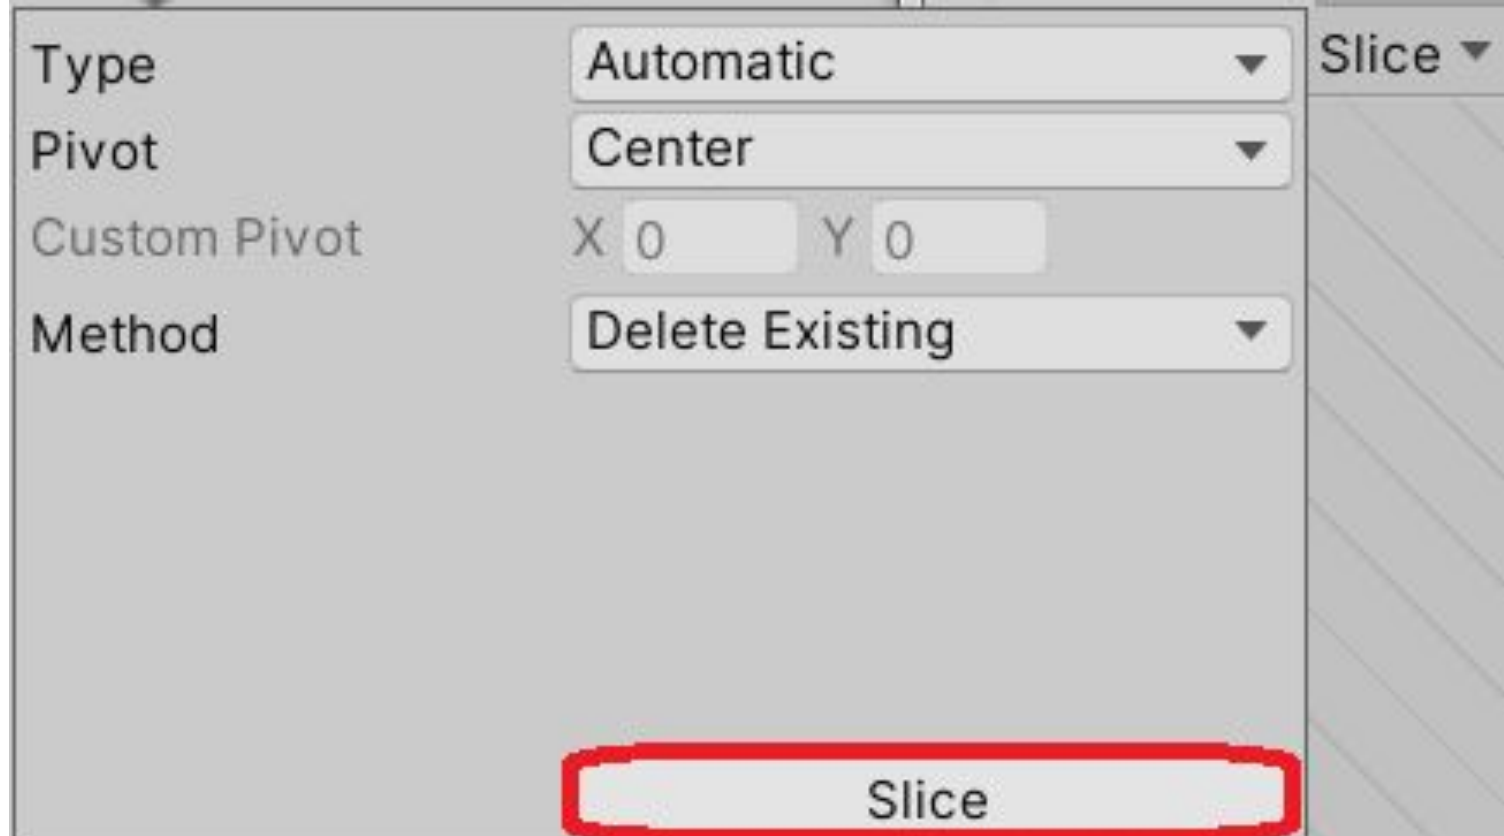 Type Automatic Slice
Pivot Center
Custom Pivot X 0 Y 0
Method Delete Existing
Slice